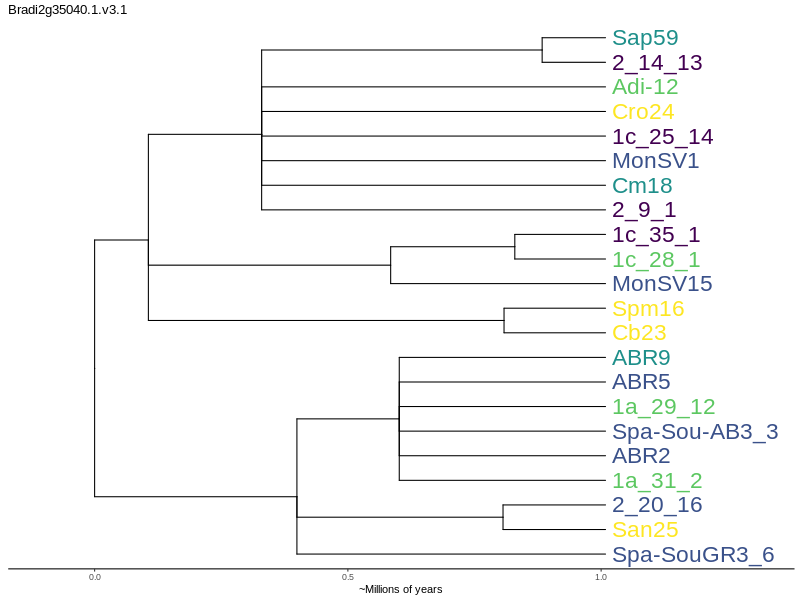 Bradi2g35040.1.v3.1
Sap59
2_14_13
Adi-12
Cro24
1c_25_14
MonSV1
Cm18
2_9_1
1c_35_1
1c_28_1
MonSV15
Spm16
Cb23
ABR9
ABR5
1a_29_12
Spa-Sou-AB3_3
ABR2
1a_31_2
2_20_16
San25
Spa-SouGR3_6
0.0 0.5 1.0
~Millions of years